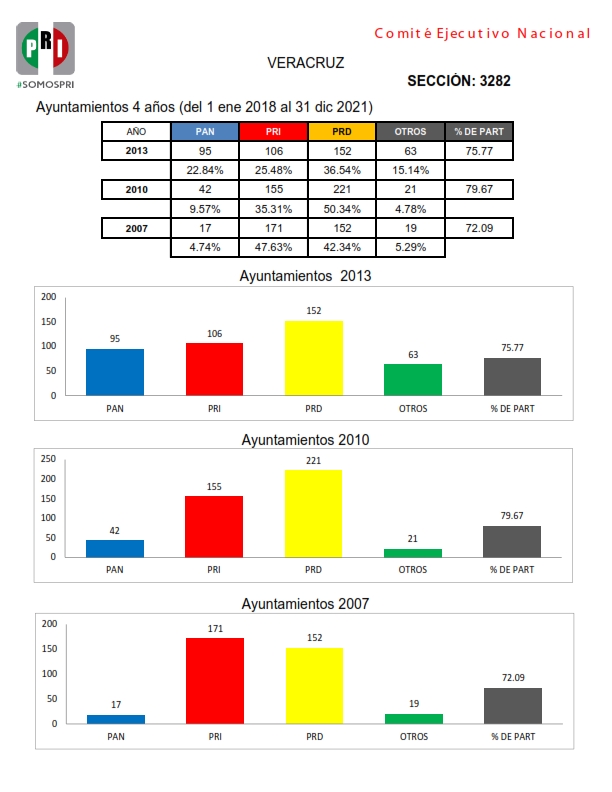 Comité Ejecutivo Nacional
PRI
#SOMOSPRI
VERACRUZ
SECCIÓN: 3282
Ayuntamientos 4 años (del 1 ene 2018 al 31 dic 2021)
AÑO PAN PRI PRD OTROS % DE PART
2013 95 106 152 63 75.77
22.84% 25.48% 36.54% 15.14%
2010 42 155 221 21 79.67
9.57% 35.31% 50.34% 4.78%
2007 17 171 152 19 72.09
4.74% 47.63% 42.34% 5.29%
Ayuntamientos 2013
200
150
100
50
0
95 106 152 63 75.77
PAN PRI PRD OTROS % DE PART
Ayuntamientos 2010
250
200
150
100
50
0
42 155 221 21 79.67
PAN PRI PRD OTROS % DE PART
Ayuntamientos 2007
200
150
100
50
0
17 171 152 19 72.09
PAN PRI PRD OTROS % DE PART